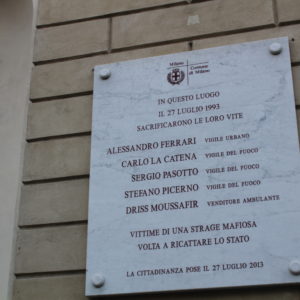 Milano
Comune
di Milano
IN QUESTO LUOGO
IL 27 LUGLIO 1993
SACRIFICARONO LE LORO VITE
ALESSANDRO FERRARI VIGILE URBANO
CARLO LA CATENA VIGILE DEL FUOCO
SERGIO PASOTTO VIGILE DEL FUOCO
STEFANO PICERNO VIGILE DEL FUOCO
DRISS MOUSSAFIR VENDITORE AMBULANTE
VITTIME DI UNA STRAGE MAFIOSA
VOLTA A RICATTARE LO STATO
LA CITTADINANZA POSE IL 27 LUGLIO 2013